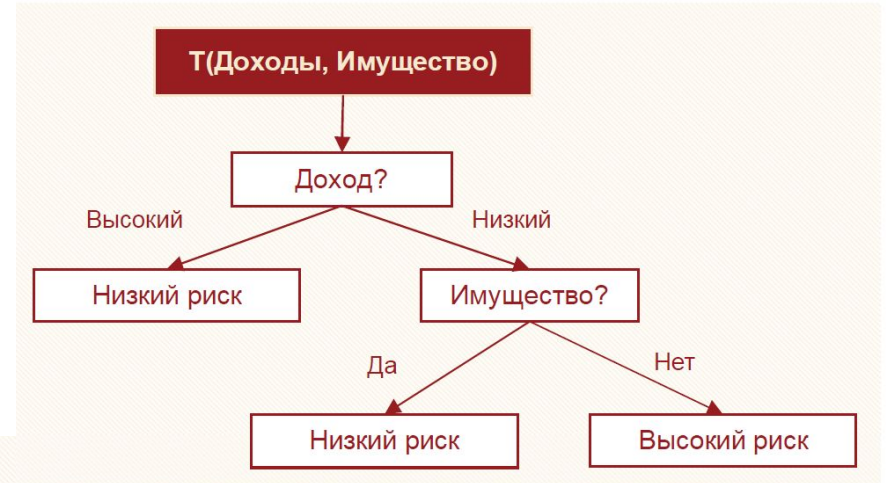 Т(Доходы, Имущество)
Доход?
Высокий
Низкий
Низкий риск
Имущество?
Да
Нет
Низкий риск
Высокий риск